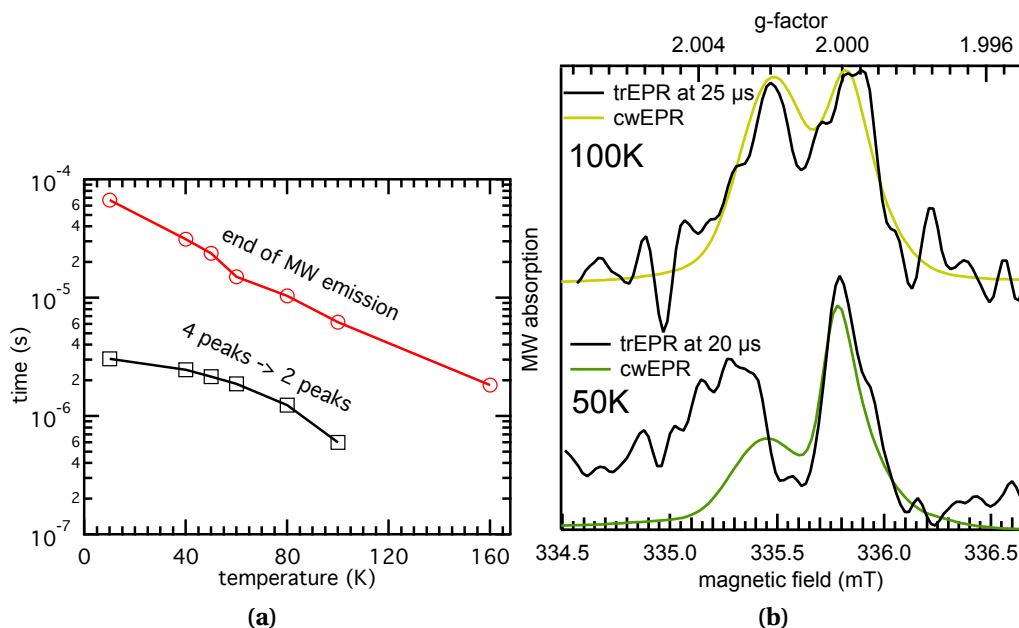 10⁻⁴
6
4
2
10⁻⁵
6
4
2
10⁻⁶
6
4
2
10⁻⁷
time (s)
end of MW emission
4 peaks -> 2 peaks
0
40
80
120
160
temperature (K)
(a)
g-factor
2.004
2.000
1.996
trEPR at 25 µs
cwEPR
100K
MW absorption
trEPR at 20 µs
cwEPR
50K
334.5
335.0
335.5
336.0
336.5
magnetic field (mT)
(b)